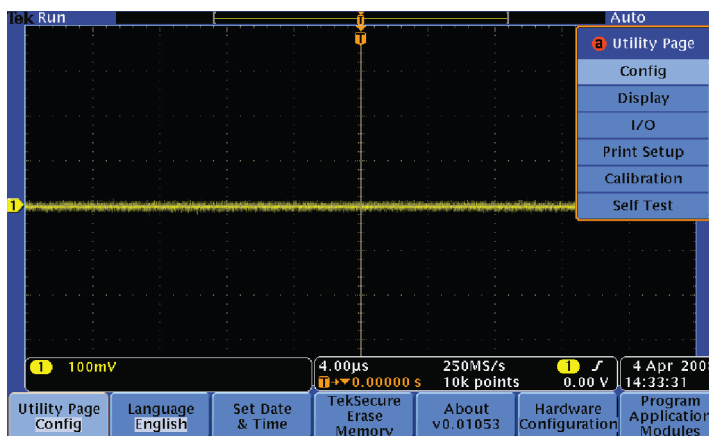 Tek Run
Auto
a Utility Page
Config
Display
I/O
Print Setup
Calibration
Self Test
1
1 100mV
4.00µs
250MS/s
1
T→▼0.00000 s
10k points
0.00 V
4 Apr
14:33:31
Utility Page
Config
Language
English
Set Date
& Time
TekSecure
Erase
Memory
About
v0.01053
Hardware
Configuration
Program
Application
Modules